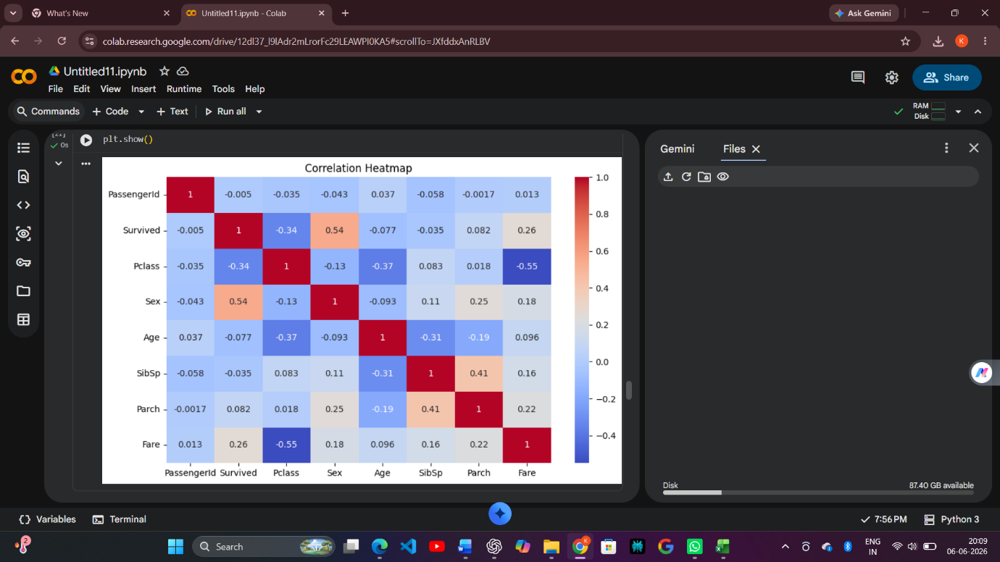 What's New
Untitled11.ipynb - Colab
Ask Gemini
colab.research.google.com/drive/12dl37_l9lAdr2mLrorFc29LEAWPl0KA5#scrollTo=JXfddxAnRLBV
K
Untitled11.ipynb
File Edit View Insert Runtime Tools Help
Share
Commands + Code + Text Run all
RAM
Disk
[21]
0s
plt.show()
Gemini Files
Correlation Heatmap
PassengerId 1 -0.005 -0.035 -0.043 0.037 -0.058 -0.0017 0.013
Survived -0.005 1 -0.34 0.54 -0.077 -0.035 0.082 0.26
Pclass -0.035 -0.34 1 -0.13 -0.37 0.083 0.018 -0.55
Sex -0.043 0.54 -0.13 1 -0.093 0.11 0.25 0.18
Age 0.037 -0.077 -0.37 -0.093 1 -0.31 -0.19 0.096
SibSp -0.058 -0.035 0.083 0.11 -0.31 1 0.41 0.16
Parch -0.0017 0.082 0.018 0.25 -0.19 0.41 1 0.22
Fare 0.013 0.26 -0.55 0.18 0.096 0.16 0.22 1
PassengerId Survived Pclass Sex Age SibSp Parch Fare
1.0
0.8
0.6
0.4
0.2
0.0
−0.2
−0.4
Disk 87.40 GB available
Variables Terminal
7:56 PM Python 3
2
Search
K
ENG
IN
20:09
06-06-2026